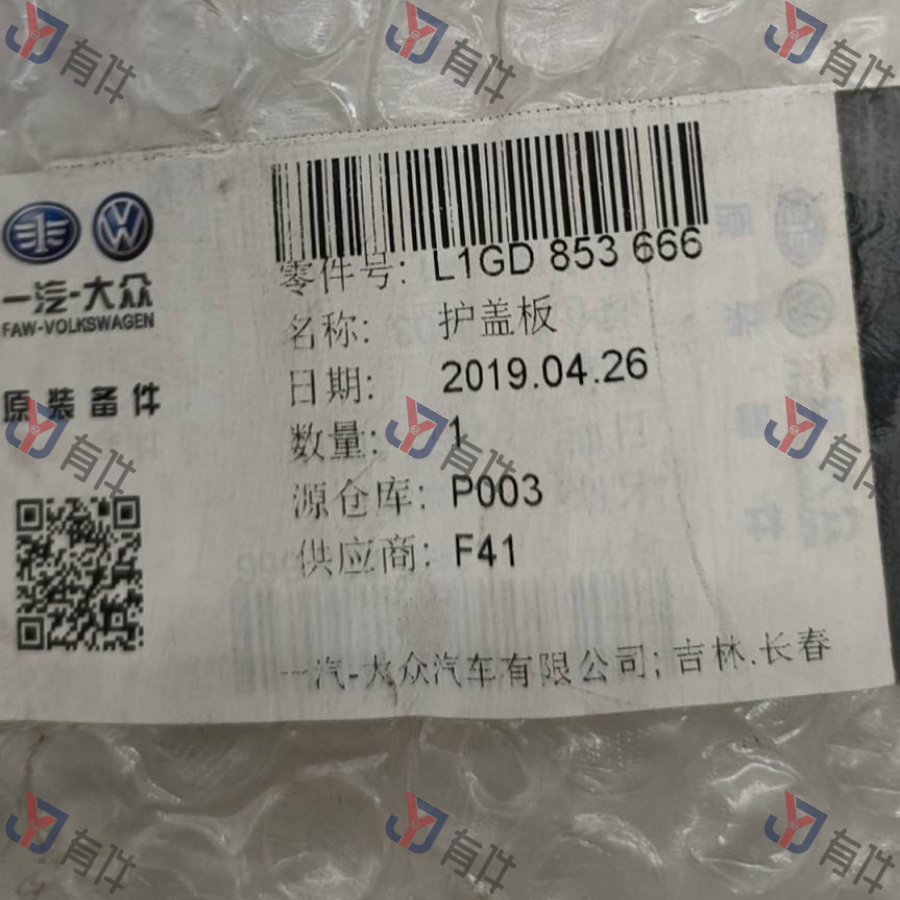 零件号: L1GD 853 666
名称: 护盖板
日期: 2019.04.26
数量: 1
源仓库: P003
供应商: F41
一汽-大众汽车有限公司; 吉林.长春
一汽-大众
FAW-VOLKSWAGEN
原装备件
有件
有件
有件
有件
有件
有件
有件
有件
有件